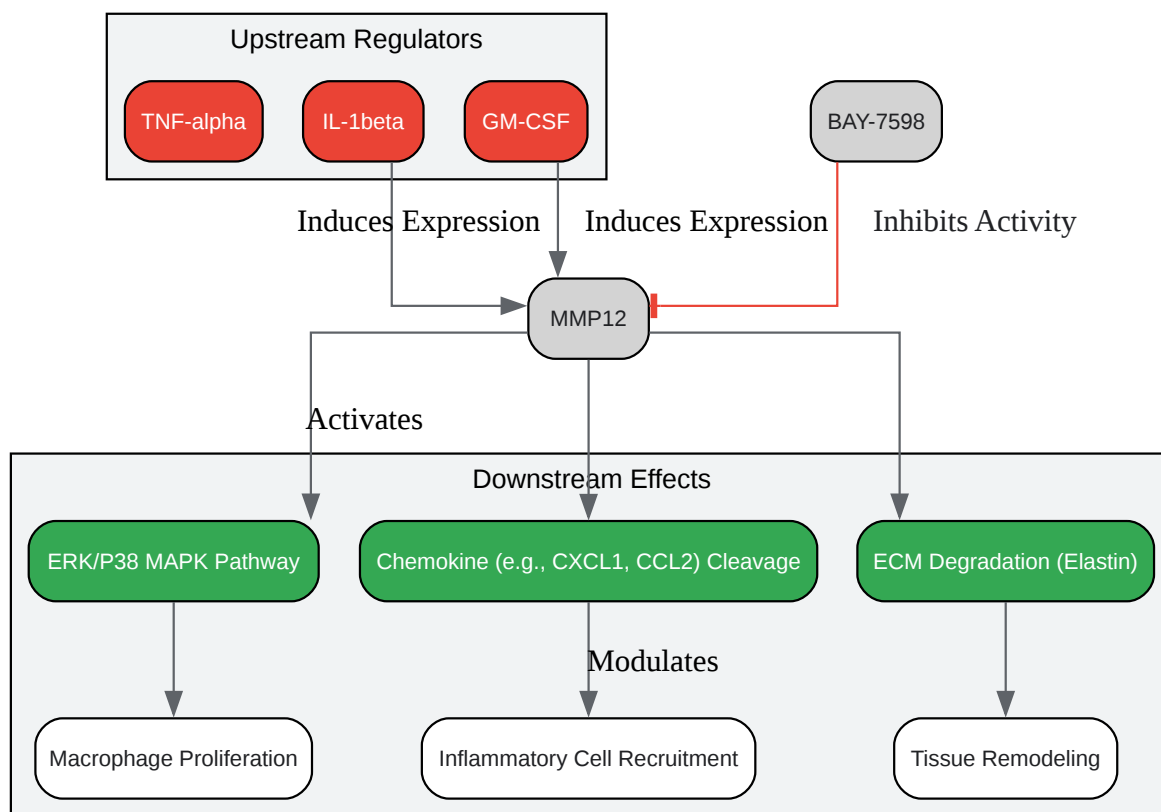 Upstream Regulators
TNF-alpha
IL-1beta
GM-CSF
BAY-7598
Induces Expression
Induces Expression
Inhibits Activity
MMP12
Activates
Downstream Effects
ERK/P38 MAPK Pathway
Chemokine (e.g., CXCL1, CCL2) Cleavage
ECM Degradation (Elastin)
Modulates
Macrophage Proliferation
Inflammatory Cell Recruitment
Tissue Remodeling